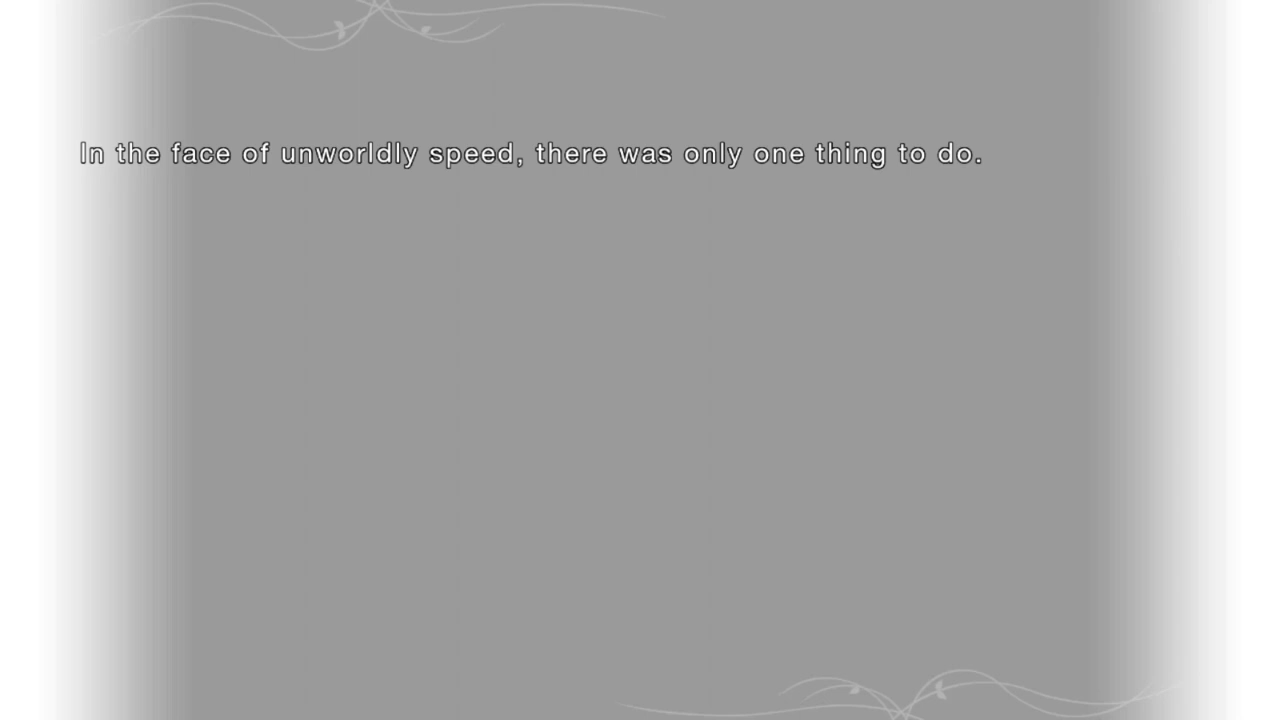 In the face of unworldly speed, there was only one thing to do.